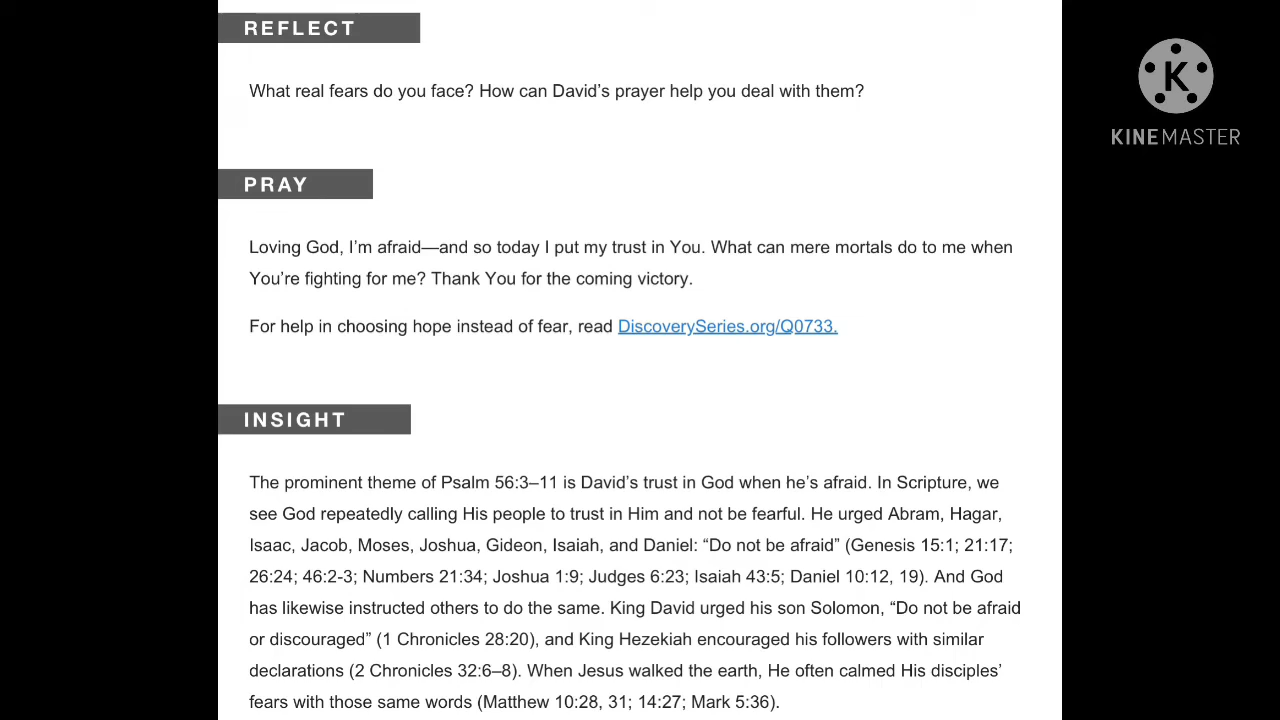 REFLECT
What real fears do you face? How can David’s prayer help you deal with them?
K
KINEMASTER
PRAY
Loving God, I’m afraid—and so today I put my trust in You. What can mere mortals do to me when
You’re fighting for me? Thank You for the coming victory.
For help in choosing hope instead of fear, read DiscoverySeries.org/Q0733.
INSIGHT
The prominent theme of Psalm 56:3–11 is David’s trust in God when he’s afraid. In Scripture, we
see God repeatedly calling His people to trust in Him and not be fearful. He urged Abram, Hagar,
Isaac, Jacob, Moses, Joshua, Gideon, Isaiah, and Daniel: “Do not be afraid” (Genesis 15:1; 21:17;
26:24; 46:2-3; Numbers 21:34; Joshua 1:9; Judges 6:23; Isaiah 43:5; Daniel 10:12, 19). And God
has likewise instructed others to do the same. King David urged his son Solomon, “Do not be afraid
or discouraged” (1 Chronicles 28:20), and King Hezekiah encouraged his followers with similar
declarations (2 Chronicles 32:6–8). When Jesus walked the earth, He often calmed His disciples’
fears with those same words (Matthew 10:28, 31; 14:27; Mark 5:36).